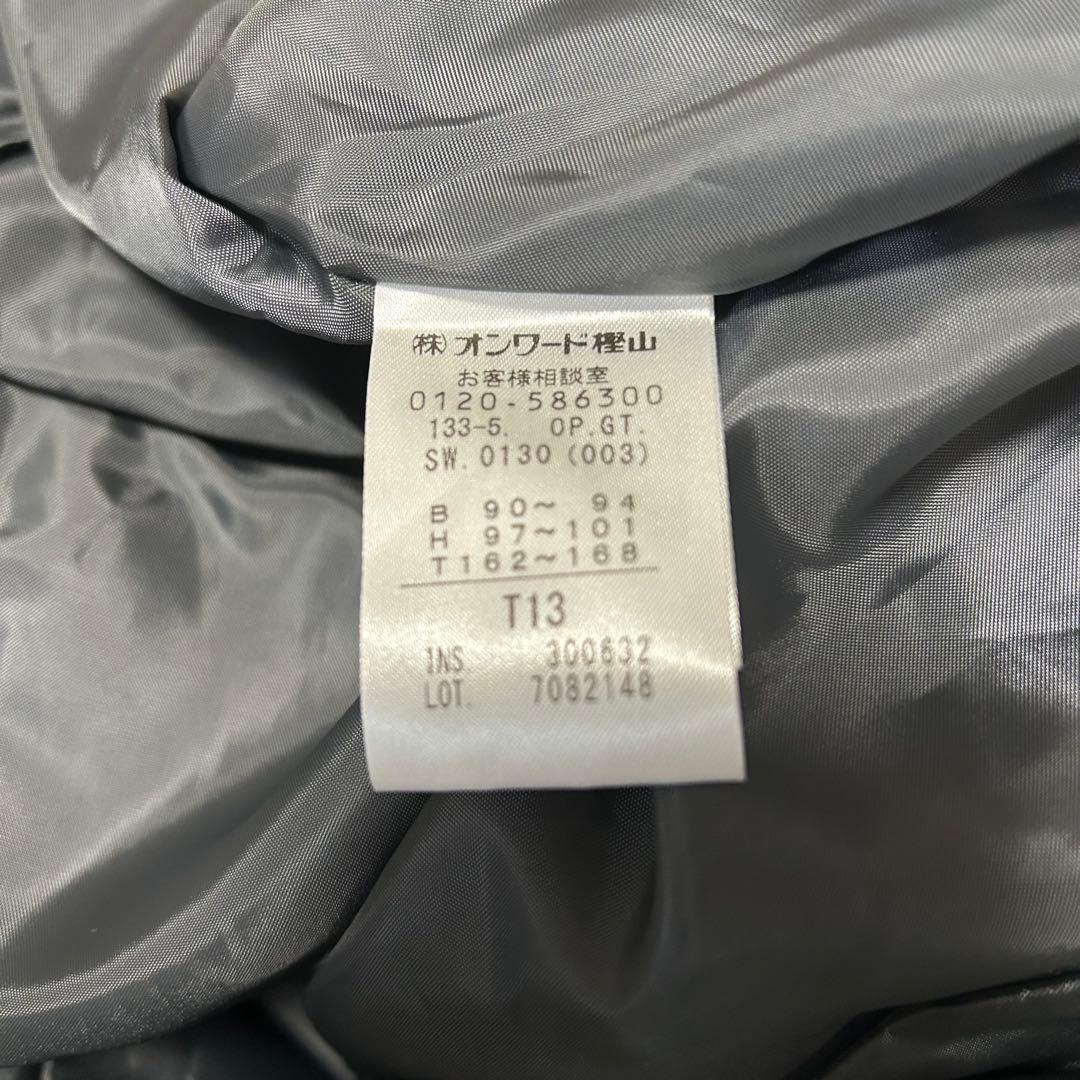 (株)オンワード樫山
お客様相談室
0120-586300
133-5. OP.GT.
SW. 0130 (003)
B 90～ 94
H 97～101
T162～168
T13
INS 300632
LOT. 7082148